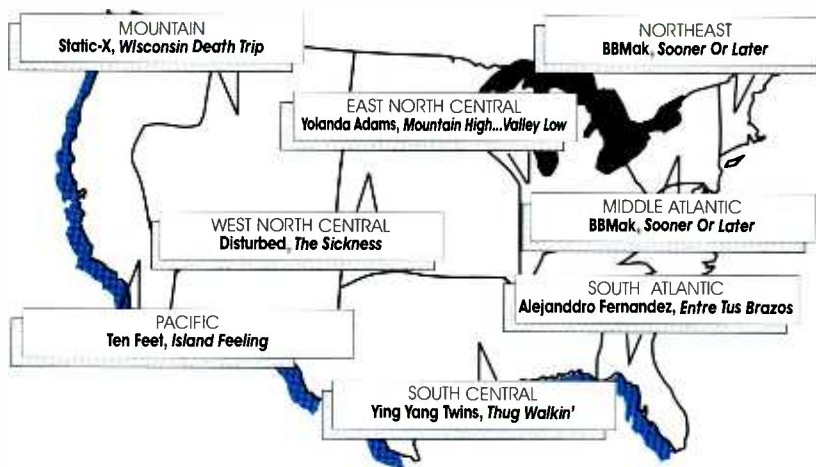 MOUNTAIN
Static-X, Wisconsin Death Trip
NORTHEAST
BBMak, Sooner Or Later
EAST NORTH CENTRAL
Yolanda Adams, Mountain High...Valley Low
MIDDLE ATLANTIC
BBMak, Sooner Or Later
WEST NORTH CENTRAL
Disturbed, The Sickness
SOUTH ATLANTIC
Alejanddro Fernandez, Entre Tus Brazos
PACIFIC
Ten Feet, Island Feeling
SOUTH CENTRAL
Ying Yang Twins, Thug Walkin'